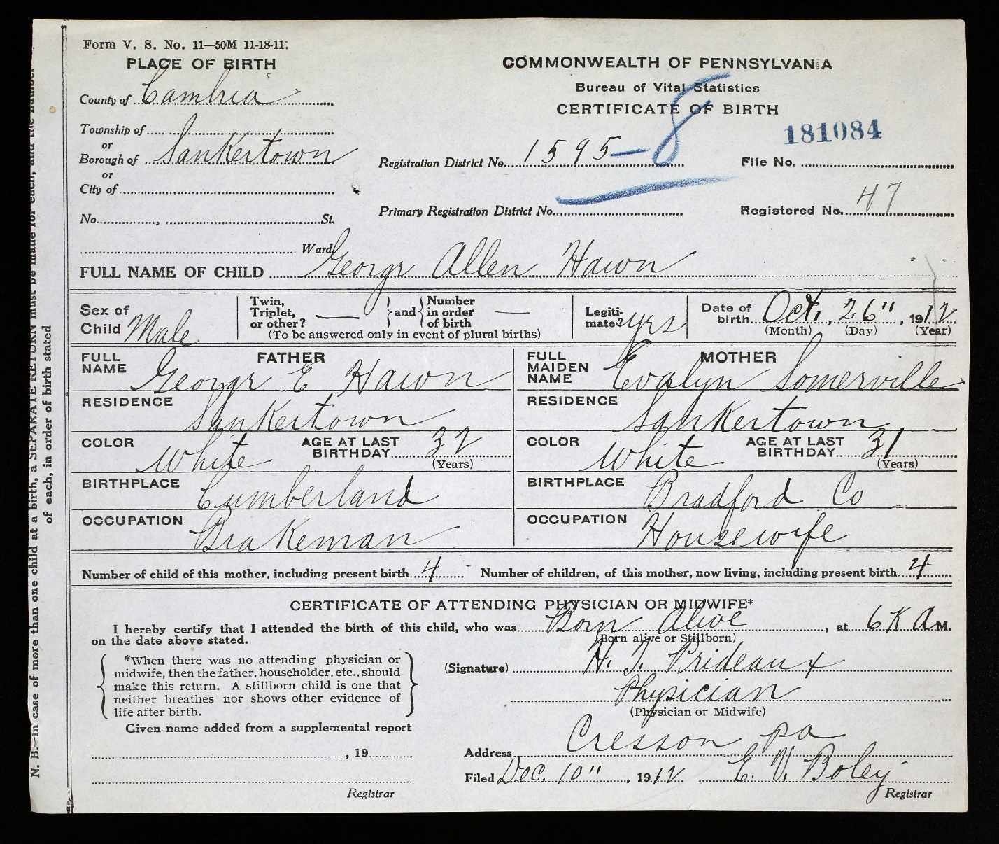 Form V. S. No. 11—50M 11-18-11.
PLACE OF BIRTH
County of Cambria
Township of
or
Borough of Sankertown
or
City of
No. , St.
Ward
COMMONWEALTH OF PENNSYLVANIA
Bureau of Vital Statistics
CERTIFICATE OF BIRTH
181084
Registration District No. 1595-8
File No.
Primary Registration District No.
Registered No. 47
FULL NAME OF CHILD George Allen Hawn
Sex of Child Male
Twin, Triplet, or other? — and Number in order of birth —
(To be answered only in event of plural births)
Legitimate? yes
Date of birth Oct. 26", 1912
(Month) (Day) (Year)
FATHER
FULL NAME George E Hawn
RESIDENCE Sankertown
COLOR White AGE AT LAST BIRTHDAY 32
(Years)
BIRTHPLACE Cumberland
OCCUPATION Brakeman
MOTHER
FULL MAIDEN NAME Evalyn Somerville
RESIDENCE Sankertown
COLOR White AGE AT LAST BIRTHDAY 31
(Years)
BIRTHPLACE Bradford Co
OCCUPATION Housewife
Number of child of this mother, including present birth 4 Number of children, of this mother, now living, including present birth 4
CERTIFICATE OF ATTENDING PHYSICIAN OR MIDWIFE*
I hereby certify that I attended the birth of this child, who was Born Alive, at 6 A M.
(Born alive or Stillborn)
on the date above stated.
*When there was no attending physician or
midwife, then the father, householder, etc., should
make this return. A stillborn child is one that
neither breathes nor shows other evidence of
life after birth.
Given name added from a supplemental report
, 19
Registrar
(Signature) H. J. Prideaux
Physician
(Physician or Midwife)
Address Cresson Pa
Filed Dec. 10", 1912 E. V. Boley
Registrar
N. B.—In case of more than one child at a birth, a SEPARATE RETURN must be made for each, and the number
of each, in order of birth stated